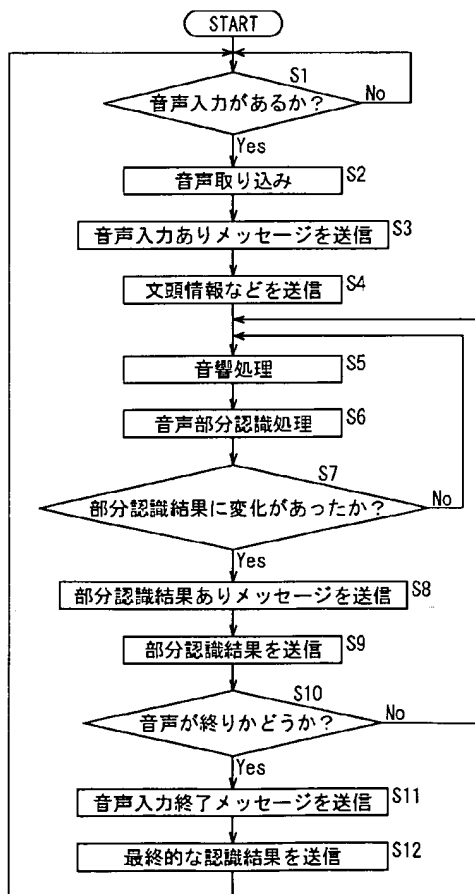 START
S1
音声入力があるか?
No
Yes
音声取り込み
S2
音声入力ありメッセージを送信
S3
文頭情報などを送信
S4
音響処理
S5
音声部分認識処理
S6
S7
部分認識結果に変化があったか?
No
Yes
部分認識結果ありメッセージを送信
S8
部分認識結果を送信
S9
S10
音声が終りかどうか?
No
Yes
音声入力終了メッセージを送信
S11
最終的な認識結果を送信
S12